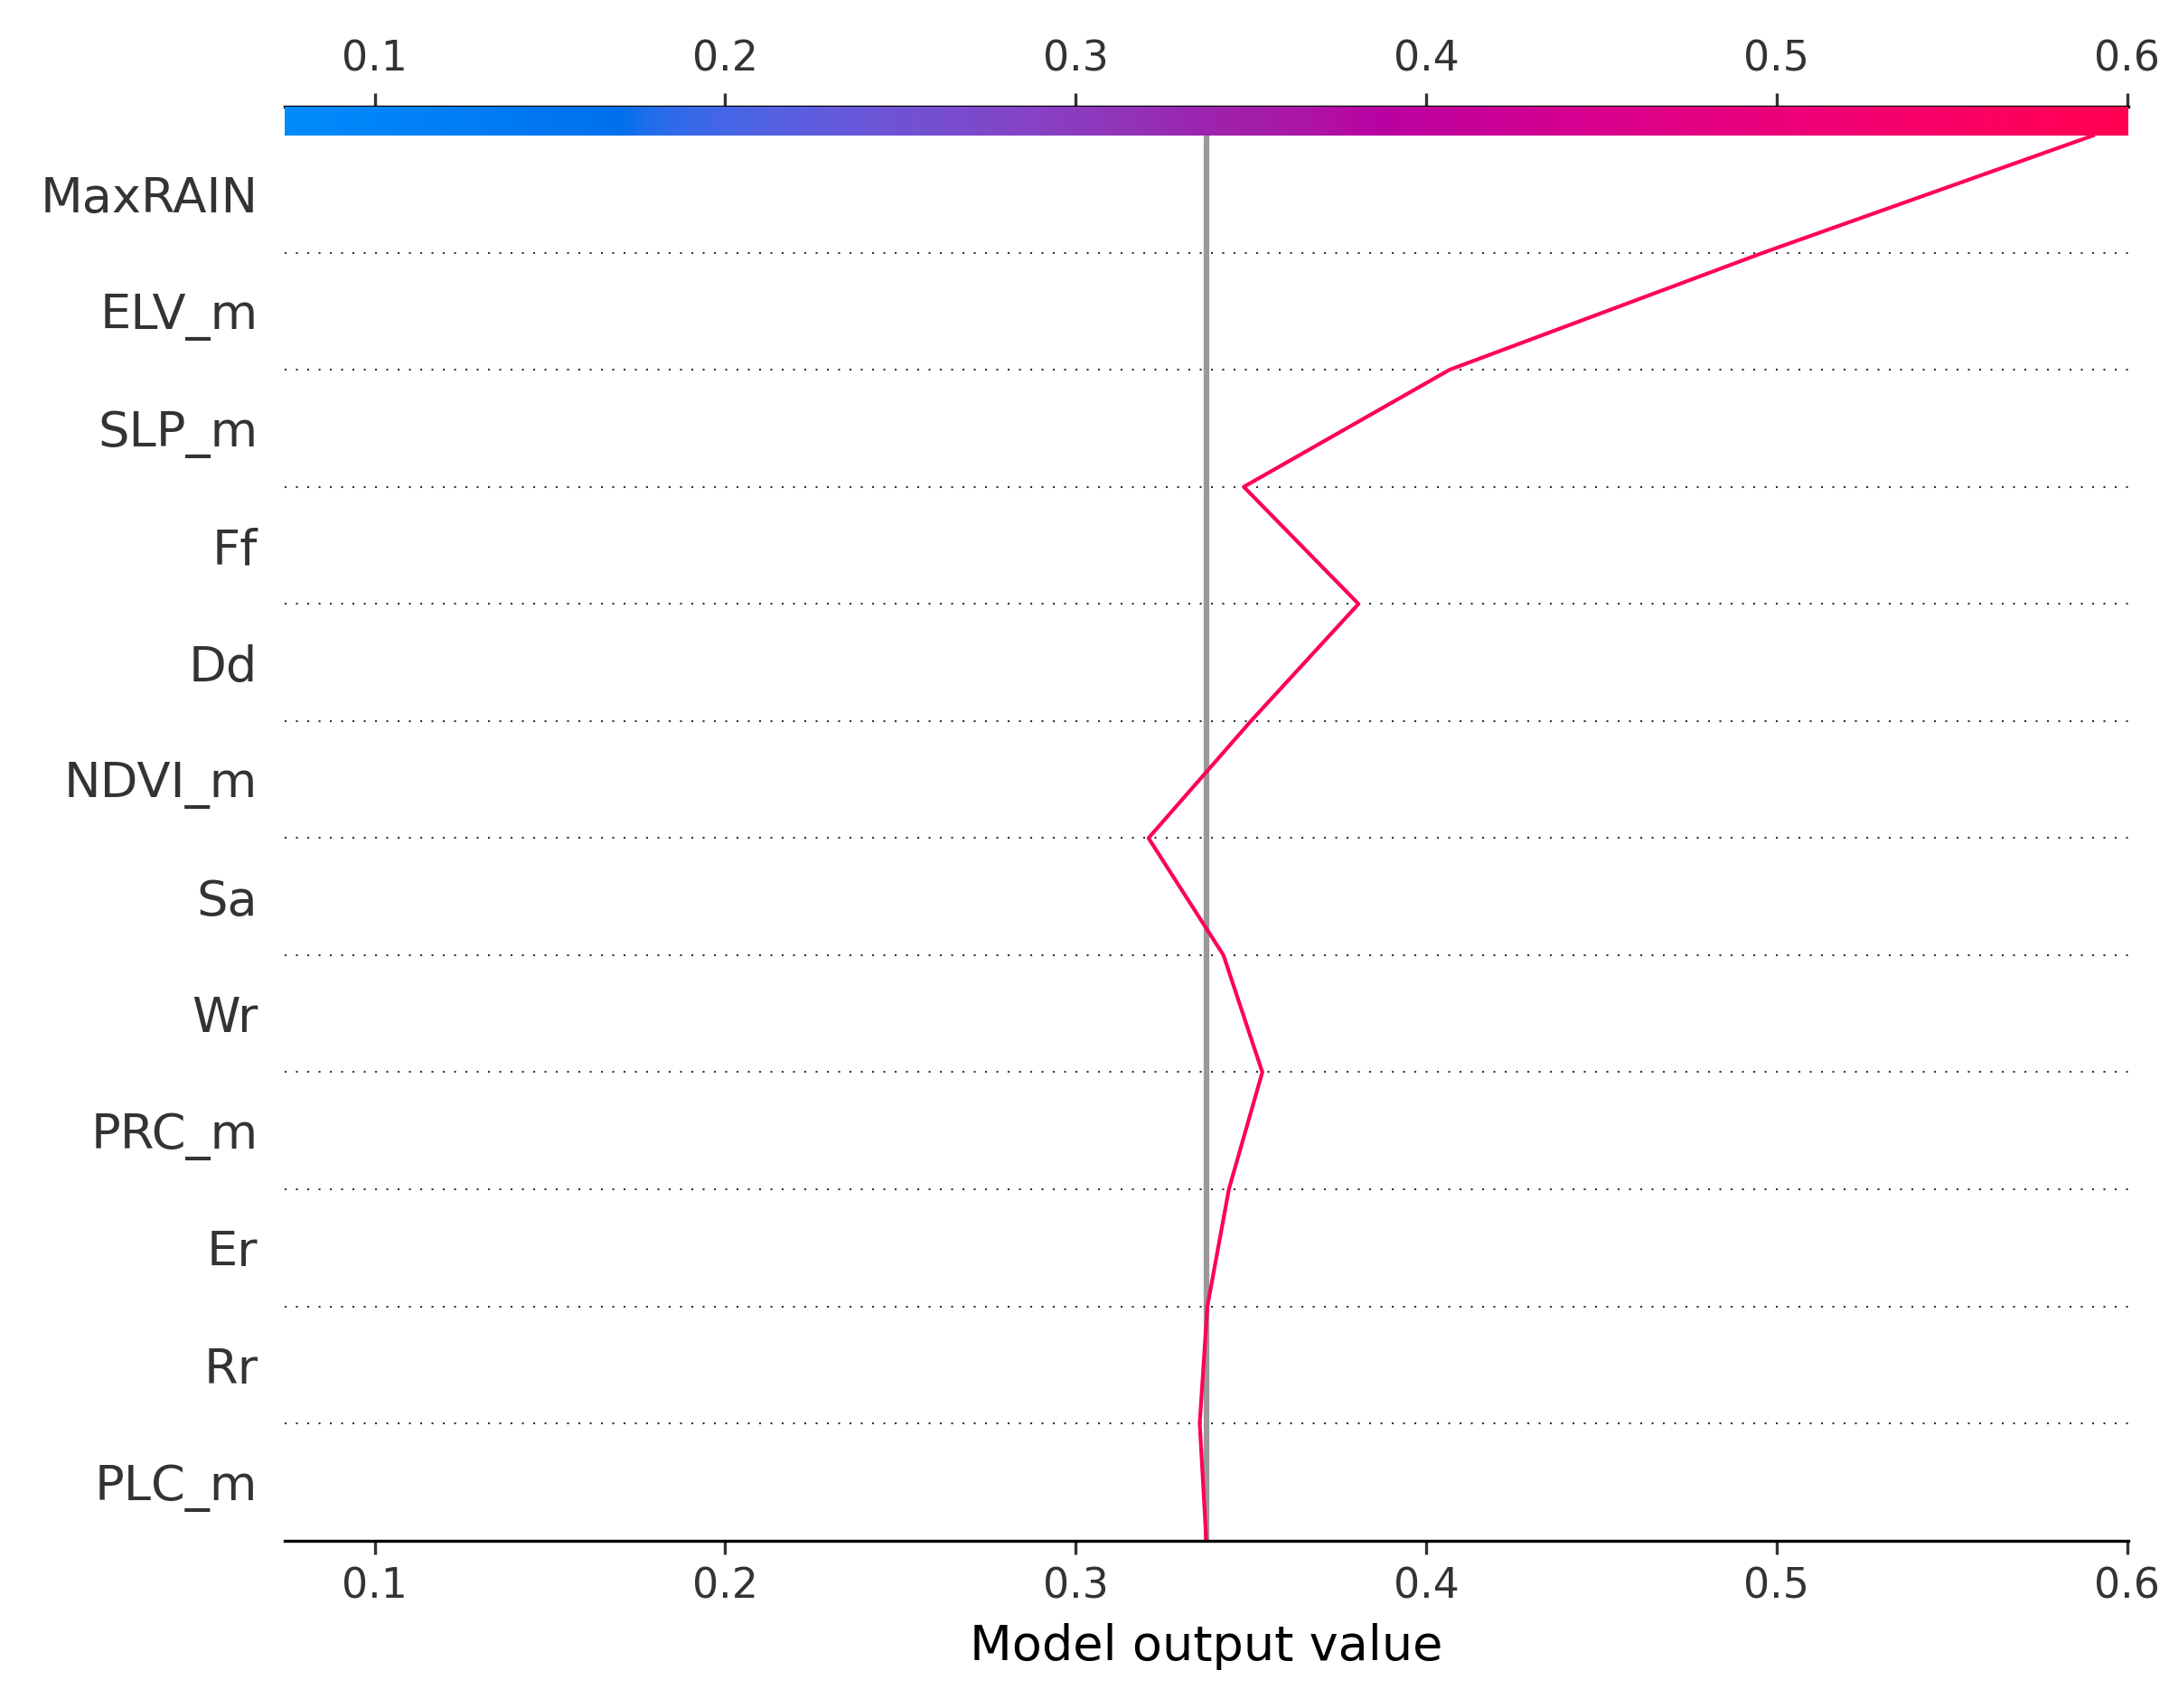 0.1 0.2 0.3 0.4 0.5 0.6
MaxRAIN
ELV_m
SLP_m
Ff
Dd
NDVI_m
Sa
Wr
PRC_m
Er
Rr
PLC_m
0.1 0.2 0.3 0.4 0.5 0.6
Model output value